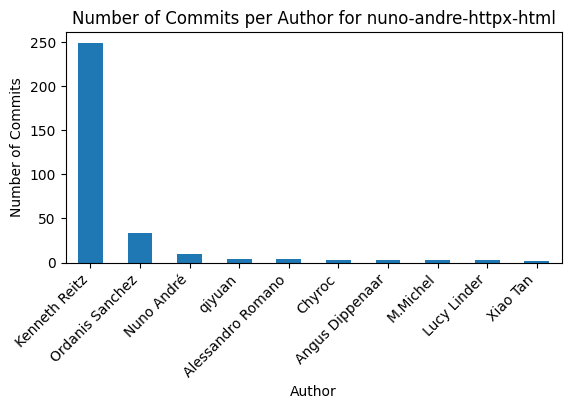 Number of Commits per Author for nuno-andre-httpx-html
Number of Commits
250
200
150
100
50
0
Kenneth Reitz
Ordanis Sanchez
Nuno André
qiyuan
Alessandro Romano
Chyroc
Angus Dippenaar
M.Michel
Lucy Linder
Xiao Tan
Author